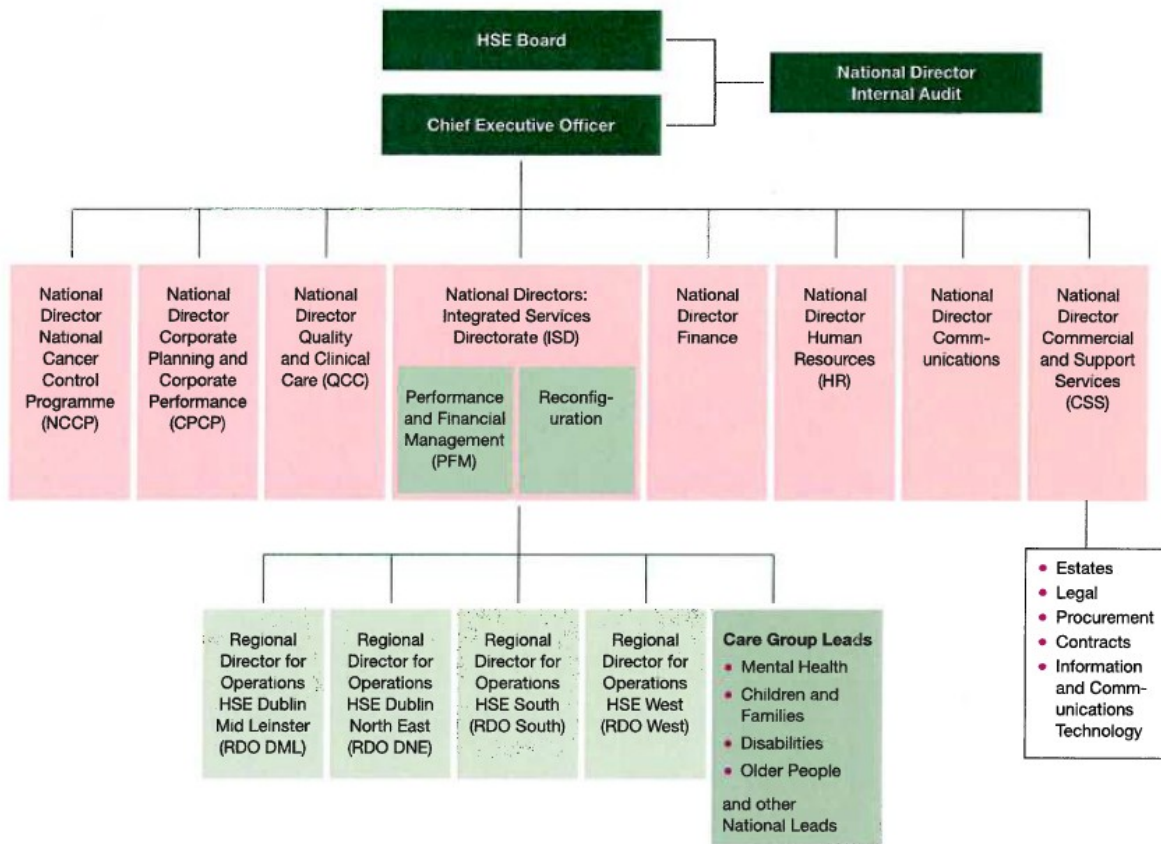 HSE Board
National Director
Internal Audit
Chief Executive Officer
National
Director
National
Cancer
Control
Programme
(NCCP)
National
Director
Corporate
Planning and
Corporate
Performance
(CPCP)
National
Director
Quality
and Clinical
Care (QCC)
National Directors:
Integrated Services
Directorate (ISD)
Performance
and Financial
Management
(PFM)
Reconfig-
uration
National
Director
Finance
National
Director
Human
Resources
(HR)
National
Director
Comm-
unications
National
Director
Commercial
and Support
Services
(CSS)
Regional
Director for
Operations
HSE Dublin
Mid Leinster
(RDO DML)
Regional
Director for
Operations
HSE Dublin
North East
(RDO DNE)
Regional
Director for
Operations
HSE South
(RDO South)
Regional
Director for
Operations
HSE West
(RDO West)
Care Group Leads
• Mental Health
• Children and
Families
• Disabilities
• Older People
and other
National Leads
• Estates
• Legal
• Procurement
• Contracts
• Information
and Comm-
unications
Technology